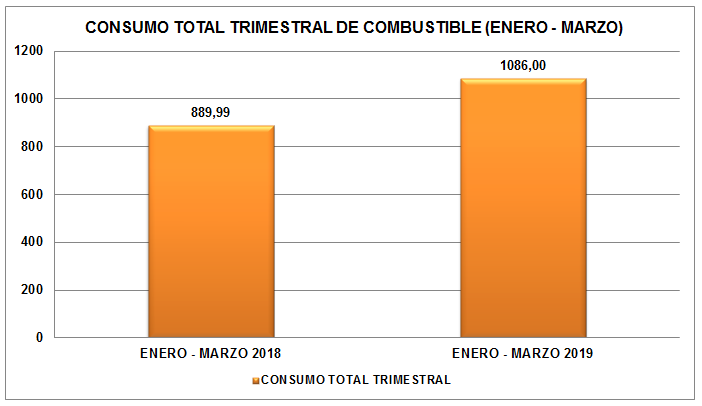 CONSUMO TOTAL TRIMESTRAL DE COMBUSTIBLE (ENERO - MARZO)
1200
1086,00
1000
889,99
800
600
400
200
0
ENERO - MARZO 2018
ENERO - MARZO 2019
CONSUMO TOTAL TRIMESTRAL